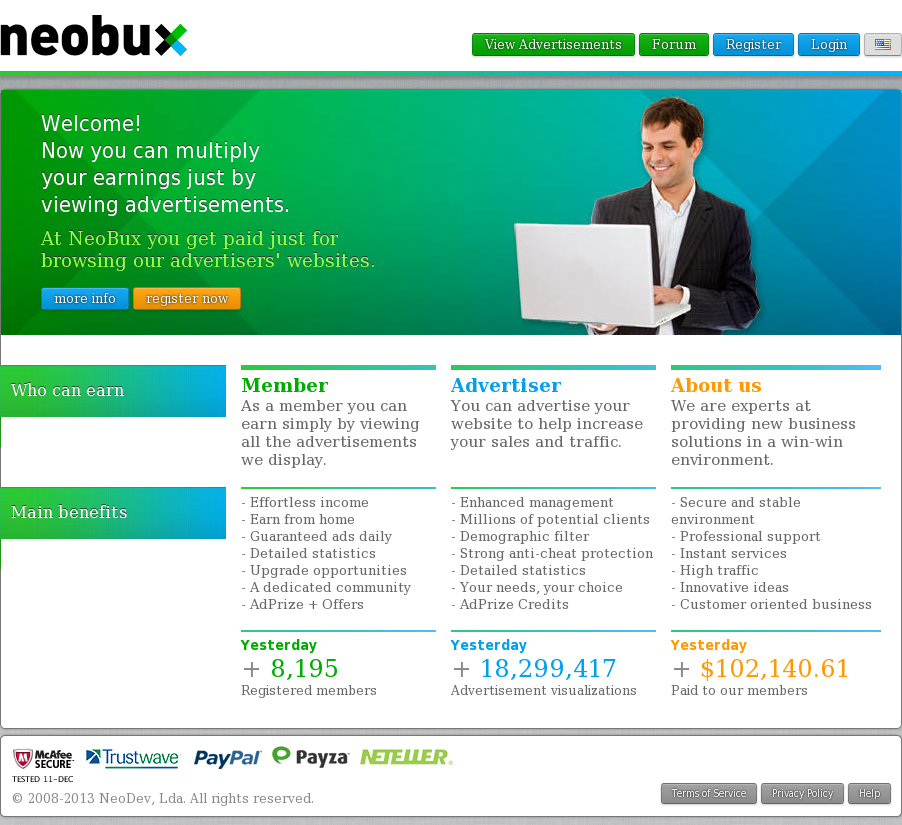 neobux
View Advertisements Forum Register Login
Welcome!
Now you can multiply
your earnings just by
viewing advertisements.
At NeoBux you get paid just for
browsing our advertisers' websites.
more info register now
Who can earn
Member
As a member you can
earn simply by viewing
all the advertisements
we display.
Advertiser
You can advertise your
website to help increase
your sales and traffic.
About us
We are experts at
providing new business
solutions in a win-win
environment.
Main benefits
- Effortless income
- Earn from home
- Guaranteed ads daily
- Detailed statistics
- Upgrade opportunities
- A dedicated community
- AdPrize + Offers
- Enhanced management
- Millions of potential clients
- Demographic filter
- Strong anti-cheat protection
- Detailed statistics
- Your needs, your choice
- AdPrize Credits
- Secure and stable
environment
- Professional support
- Instant services
- High traffic
- Innovative ideas
- Customer oriented business
Yesterday
+ 8,195
Registered members
Yesterday
+ 18,299,417
Advertisement visualizations
Yesterday
+ $102,140.61
Paid to our members
McAfee
SECURE
TESTED 11-DEC
Trustwave
PayPal
Payza
NETELLER
© 2008-2013 NeoDev, Lda. All rights reserved.
Terms of Service Privacy Policy Help